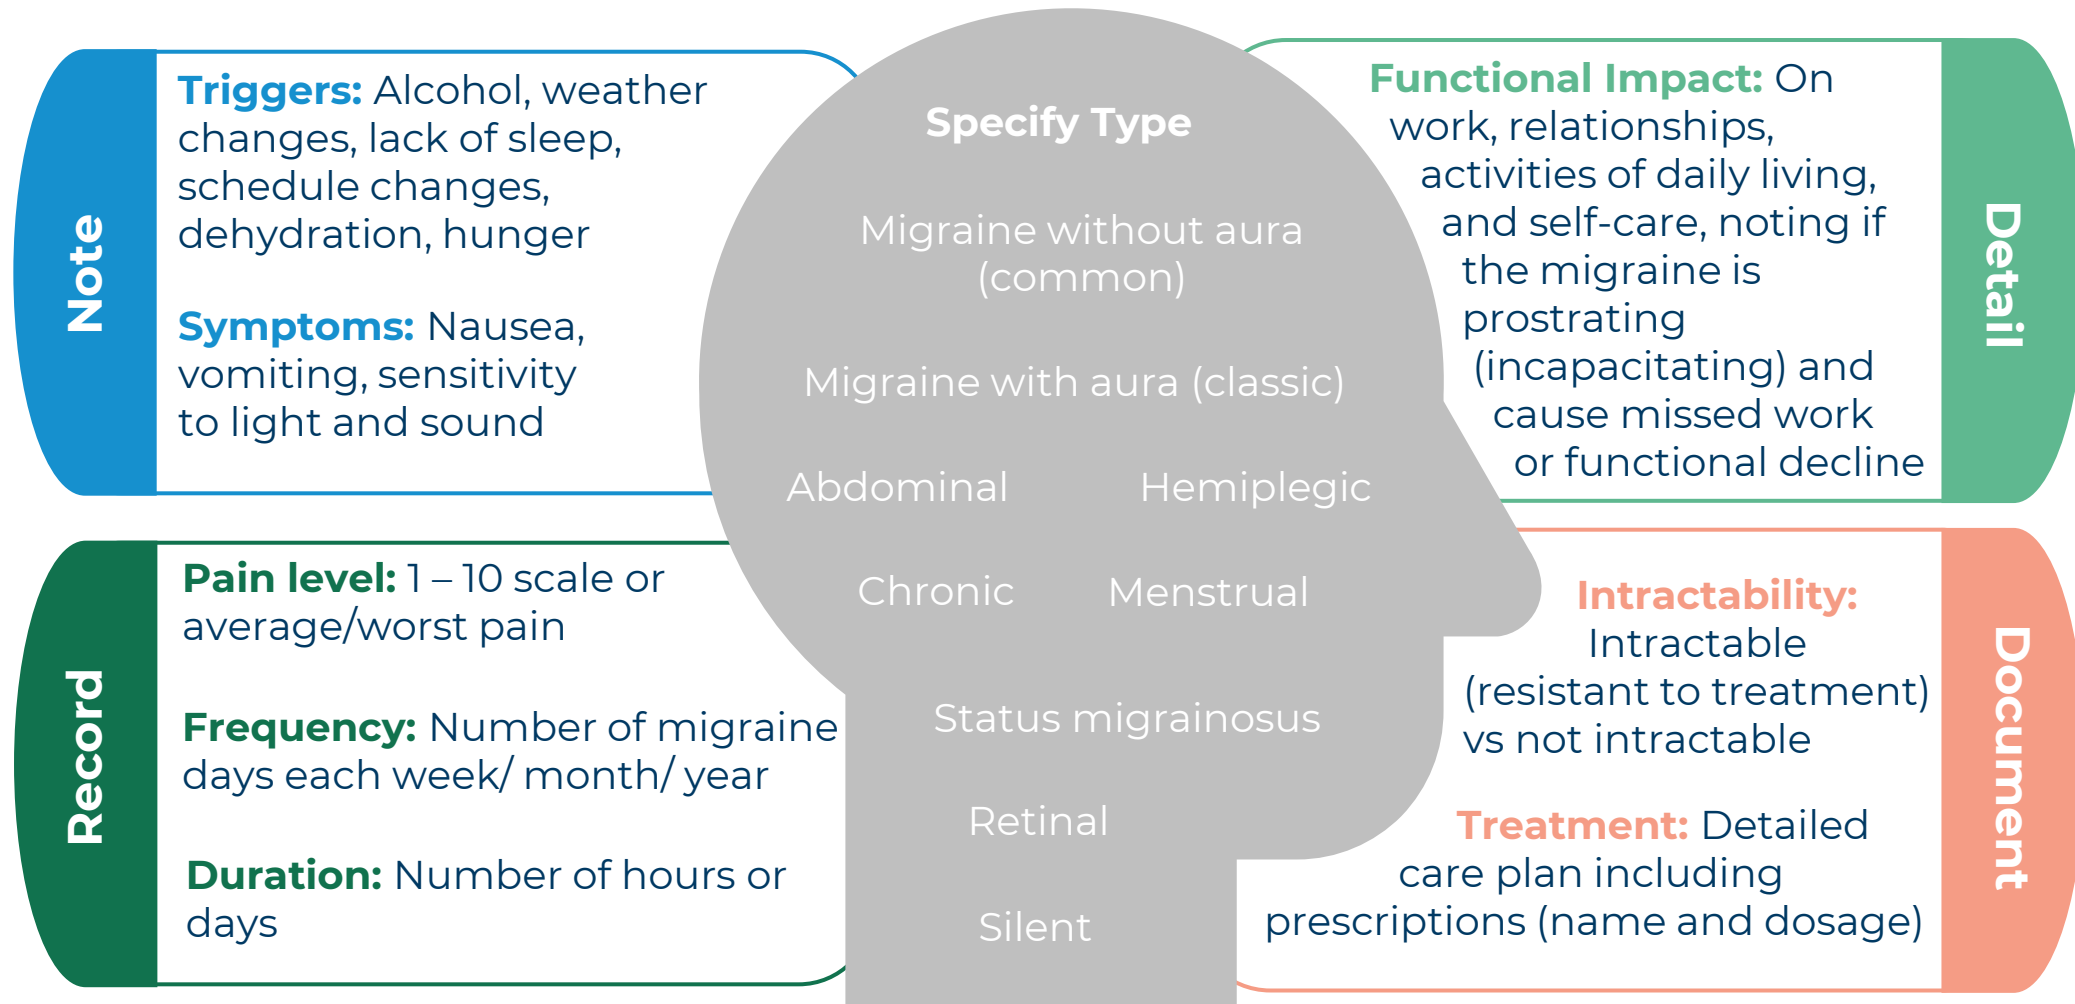 Note
Triggers: Alcohol, weather
changes, lack of sleep,
schedule changes,
dehydration, hunger
Symptoms: Nausea,
vomiting, sensitivity
to light and sound
Record
Pain level: 1 – 10 scale or
average/worst pain
Frequency: Number of migraine
days each week/ month/ year
Duration: Number of hours or
days
Specify Type
Migraine without aura
(common)
Migraine with aura (classic)
Abdominal
Hemiplegic
Chronic
Menstrual
Status migrainosus
Retinal
Silent
Functional Impact: On
work, relationships,
activities of daily living,
and self-care, noting if
the migraine is
prostrating
(incapacitating) and
cause missed work
or functional decline
Detail
Intractability:
Intractable
(resistant to treatment)
vs not intractable
Treatment: Detailed
care plan including
prescriptions (name and dosage)
Document